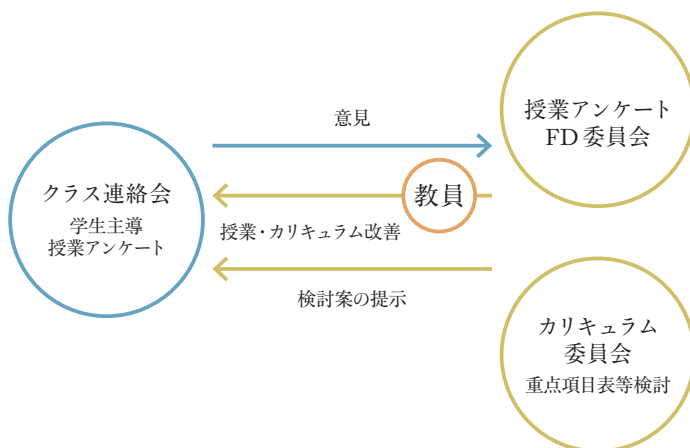 クラス連絡会
学生主導
授業アンケート
意見
教員
授業・カリキュラム改善
検討案の提示
授業アンケート
FD委員会
カリキュラム
委員会
重点項目表等検討